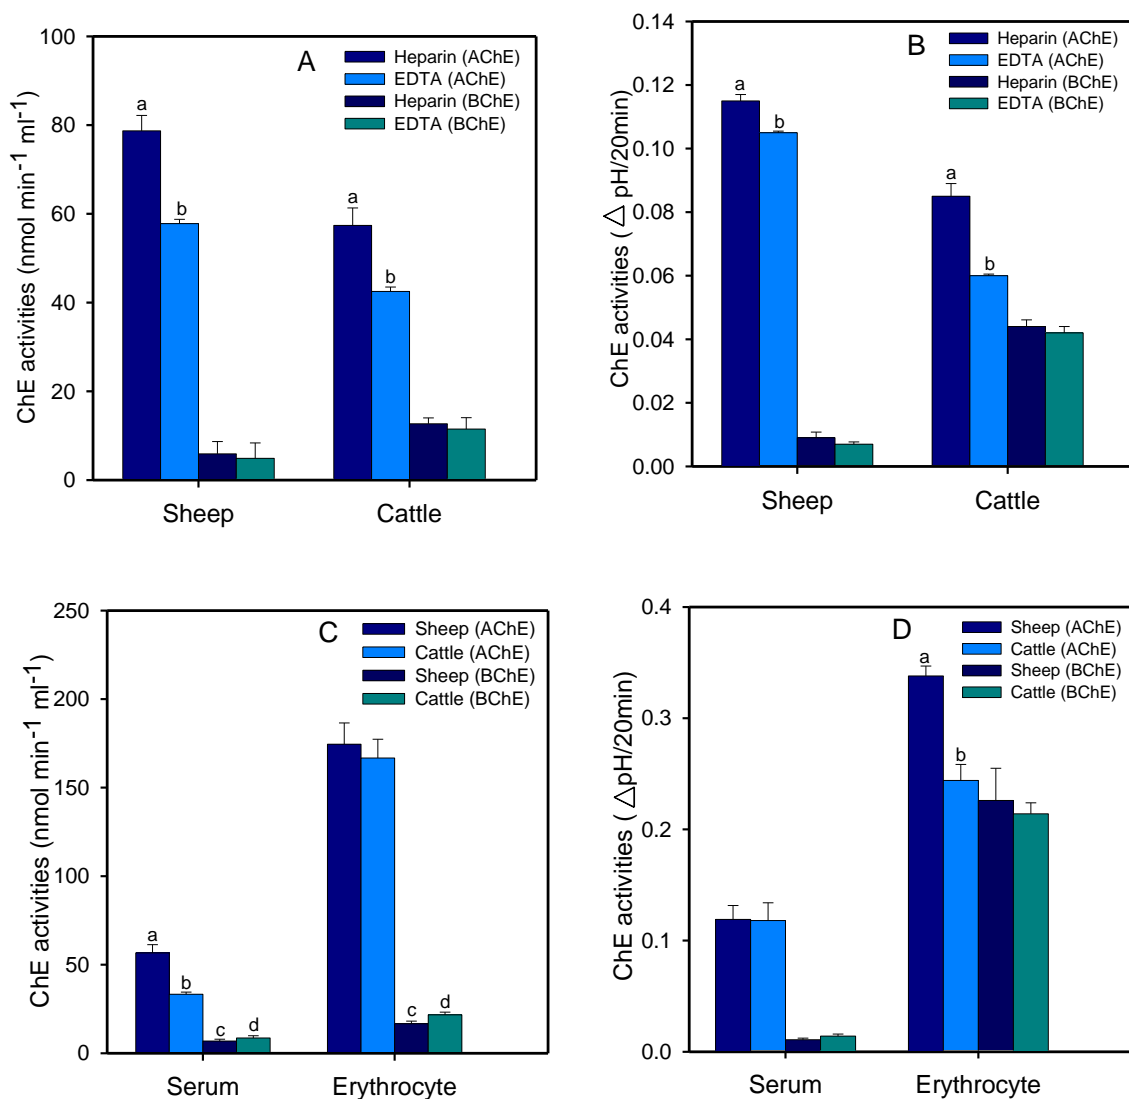 A
Heparin (AChE)
EDTA (AChE)
Heparin (BChE)
EDTA (BChE)
ChE activities (nmol min⁻¹ ml⁻¹)
100
80
60
40
20
0
a
b
a
b
Sheep
Cattle
B
Heparin (AChE)
EDTA (AChE)
Heparin (BChE)
EDTA (BChE)
ChE activities (△ pH/20min)
0.14
0.12
0.10
0.08
0.06
0.04
0.02
0.00
a
b
a
b
Sheep
Cattle
C
Sheep (AChE)
Cattle (AChE)
Sheep (BChE)
Cattle (BChE)
ChE activities (nmol min⁻¹ ml⁻¹)
250
200
150
100
50
0
a
b
c
d
c
d
Serum
Erythrocyte
D
Sheep (AChE)
Cattle (AChE)
Sheep (BChE)
Cattle (BChE)
ChE activities (△pH/20min)
0.4
0.3
0.2
0.1
0.0
a
b
Serum
Erythrocyte